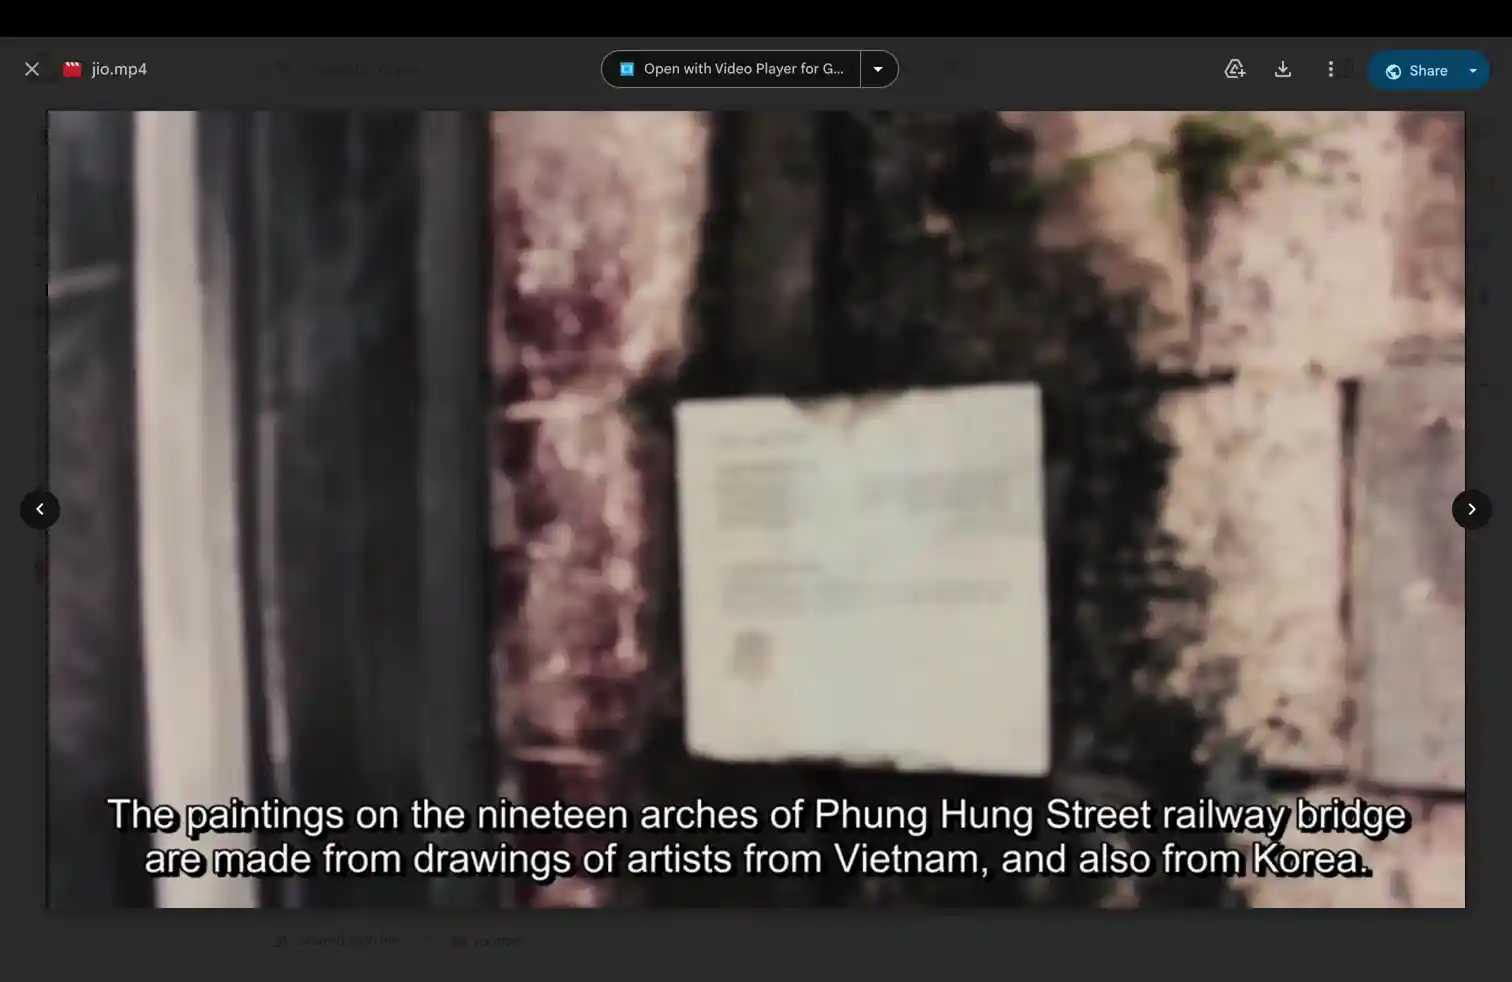 jio.mp4
Open with Video Player for G...
Share
The paintings on the nineteen arches of Phung Hung Street railway bridge
are made from drawings of artists from Vietnam, and also from Korea.